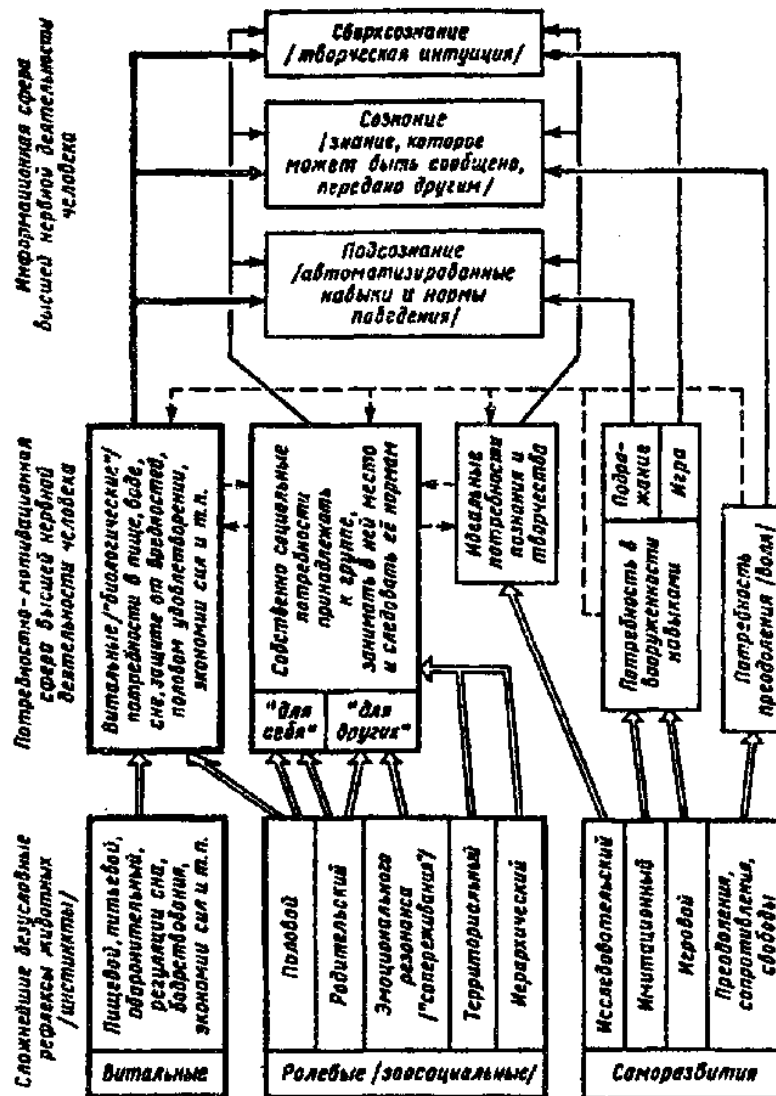 Информационная сфера
высшей нервной деятельности
человека
Сверхсознание
/творческая интуиция/
Сознание
/знание, которое
может быть сообщено,
передано другим/
Подсознание
/автоматизированные
навыки и нормы
поведения/
Потребностно-мотивационная
сфера высшей нервной
деятельности человека
Витальные /"биологические"/
потребности в пище, воде,
сне, защите от вредностей,
половом удовлетворении,
экономии сил и т.п.
Собственно социальные
потребности
принадлежать
к группе,
занимать в ней место
и следовать её нормам
"для
себя"
"для
других"
Идеальные
потребности
познания и
творчества
Подра-
жание
Игра
Потребность в
вооруженности
навыками
Потребность
преодоления /воля/
Сложнейшие безусловные
рефлексы животных
/инстинкты/
Пищевой, питьевой,
оборонительный,
регуляции сна,
бодрствования,
экономии сил и т.п.
Витальные
Половой
Родительский
Эмоционального
резонанса
/"сопереживания"/
Территориальный
Иерархический
Ролевые /зоосоциальные/
Исследовательский
Имитационный
Игровой
Преодоления,
сопротивления,
свободы
Саморазвития